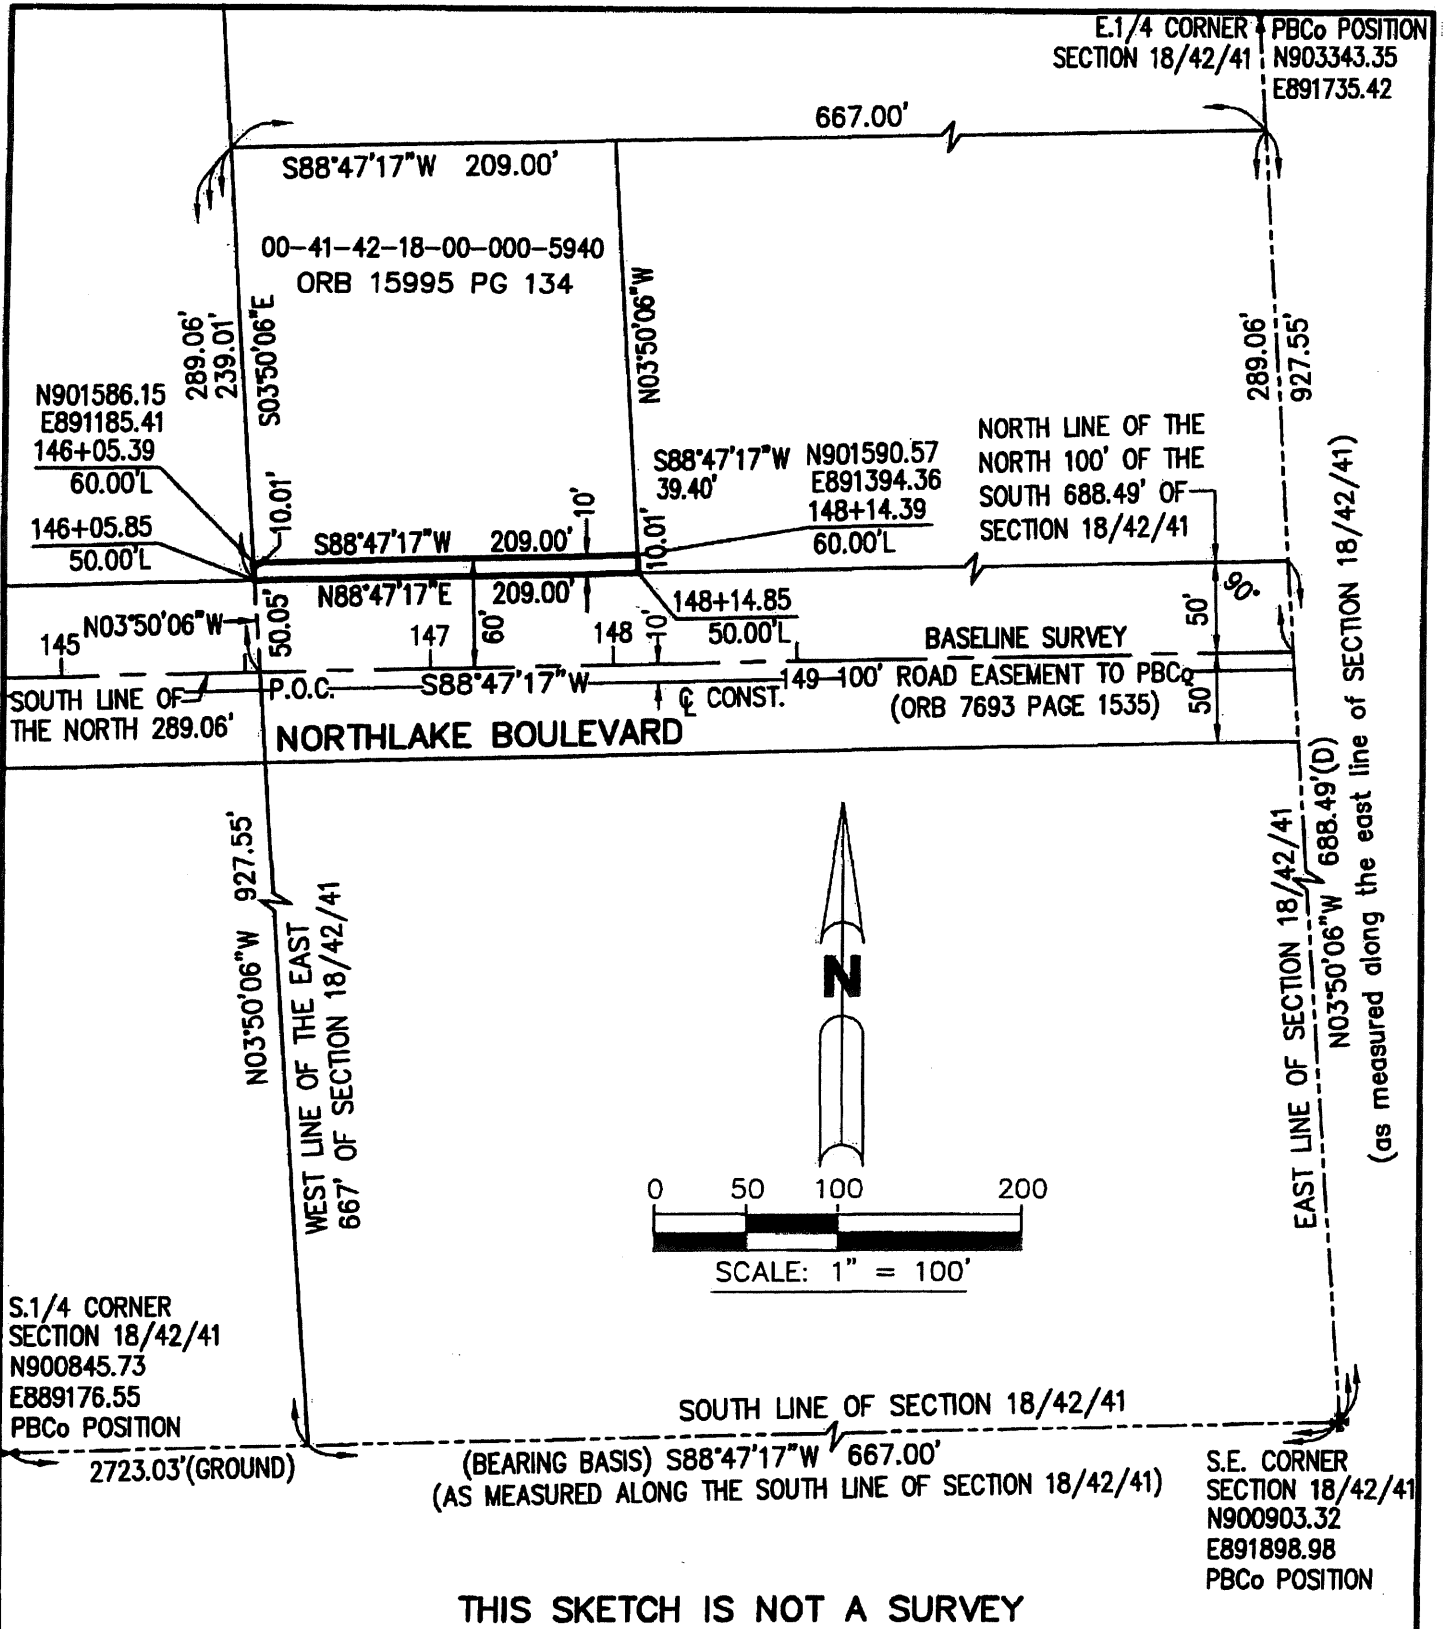 E.1/4 CORNER
SECTION 18/42/41
PBCo POSITION
N903343.35
E891735.42
667.00'
S88°47'17"W 209.00'
00-41-42-18-00-000-5940
ORB 15995 PG 134
289.06'
239.01'
S03°50'06"E
N03°50'06"W
289.06'
927.55'
N901586.15
E891185.41
146+05.39
60.00'L
146+05.85
50.00'L
10.01'
S88°47'17"W 209.00'
10'
N88°47'17"E 209.00'
S88°47'17"W
39.40'
N901590.57
E891394.36
148+14.39
60.00'L
10.01'
148+14.85
50.00'L
NORTH LINE OF THE
NORTH 100' OF THE
SOUTH 688.49' OF
SECTION 18/42/41
90°
50'
50'
N03°50'06"W
50.05'
60'
10'
145
147
148
149
BASELINE SURVEY
100' ROAD EASEMENT TO PBCo
(ORB 7693 PAGE 1535)
P.O.C.
S88°47'17"W
℄ CONST.
SOUTH LINE OF
THE NORTH 289.06'
NORTHLAKE BOULEVARD
N03°50'06"W 927.55'
WEST LINE OF THE EAST
667' OF SECTION 18/42/41
N
EAST LINE OF SECTION 18/42/41
N03°50'06"W 688.49'(D)
(as measured along the east line of SECTION 18/42/41)
0 50 100 200
SCALE: 1" = 100'
S.1/4 CORNER
SECTION 18/42/41
N900845.73
E889176.55
PBCo POSITION
2723.03'(GROUND)
SOUTH LINE OF SECTION 18/42/41
(BEARING BASIS) S88°47'17"W 667.00'
(AS MEASURED ALONG THE SOUTH LINE OF SECTION 18/42/41)
S.E. CORNER
SECTION 18/42/41
N900903.32
E891898.98
PBCo POSITION
THIS SKETCH IS NOT A SURVEY